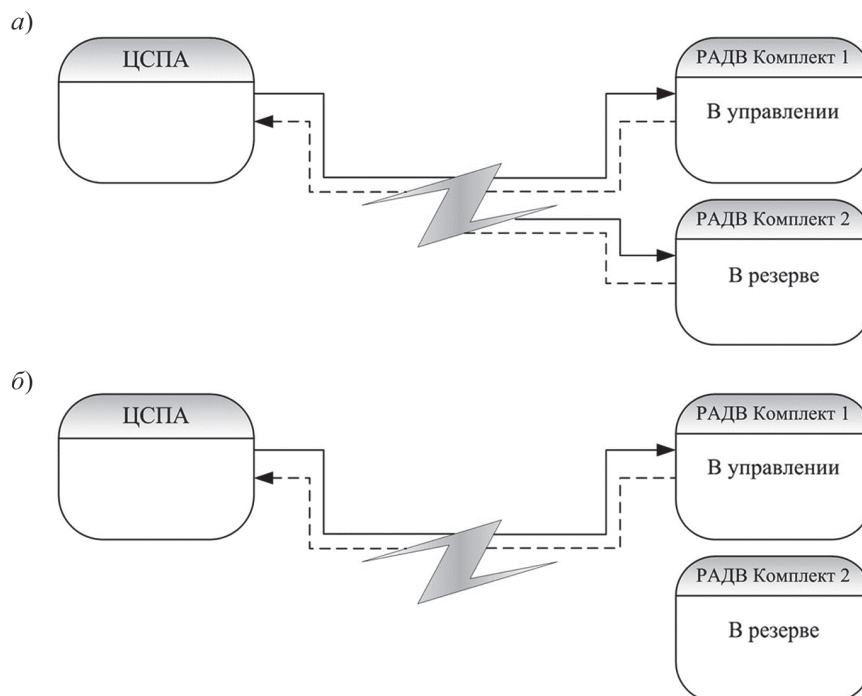 а)
ЦСПА
РАДВ Комплект 1
В управлении
РАДВ Комплект 2
В резерве
б)
ЦСПА
РАДВ Комплект 1
В управлении
РАДВ Комплект 2
В резерве